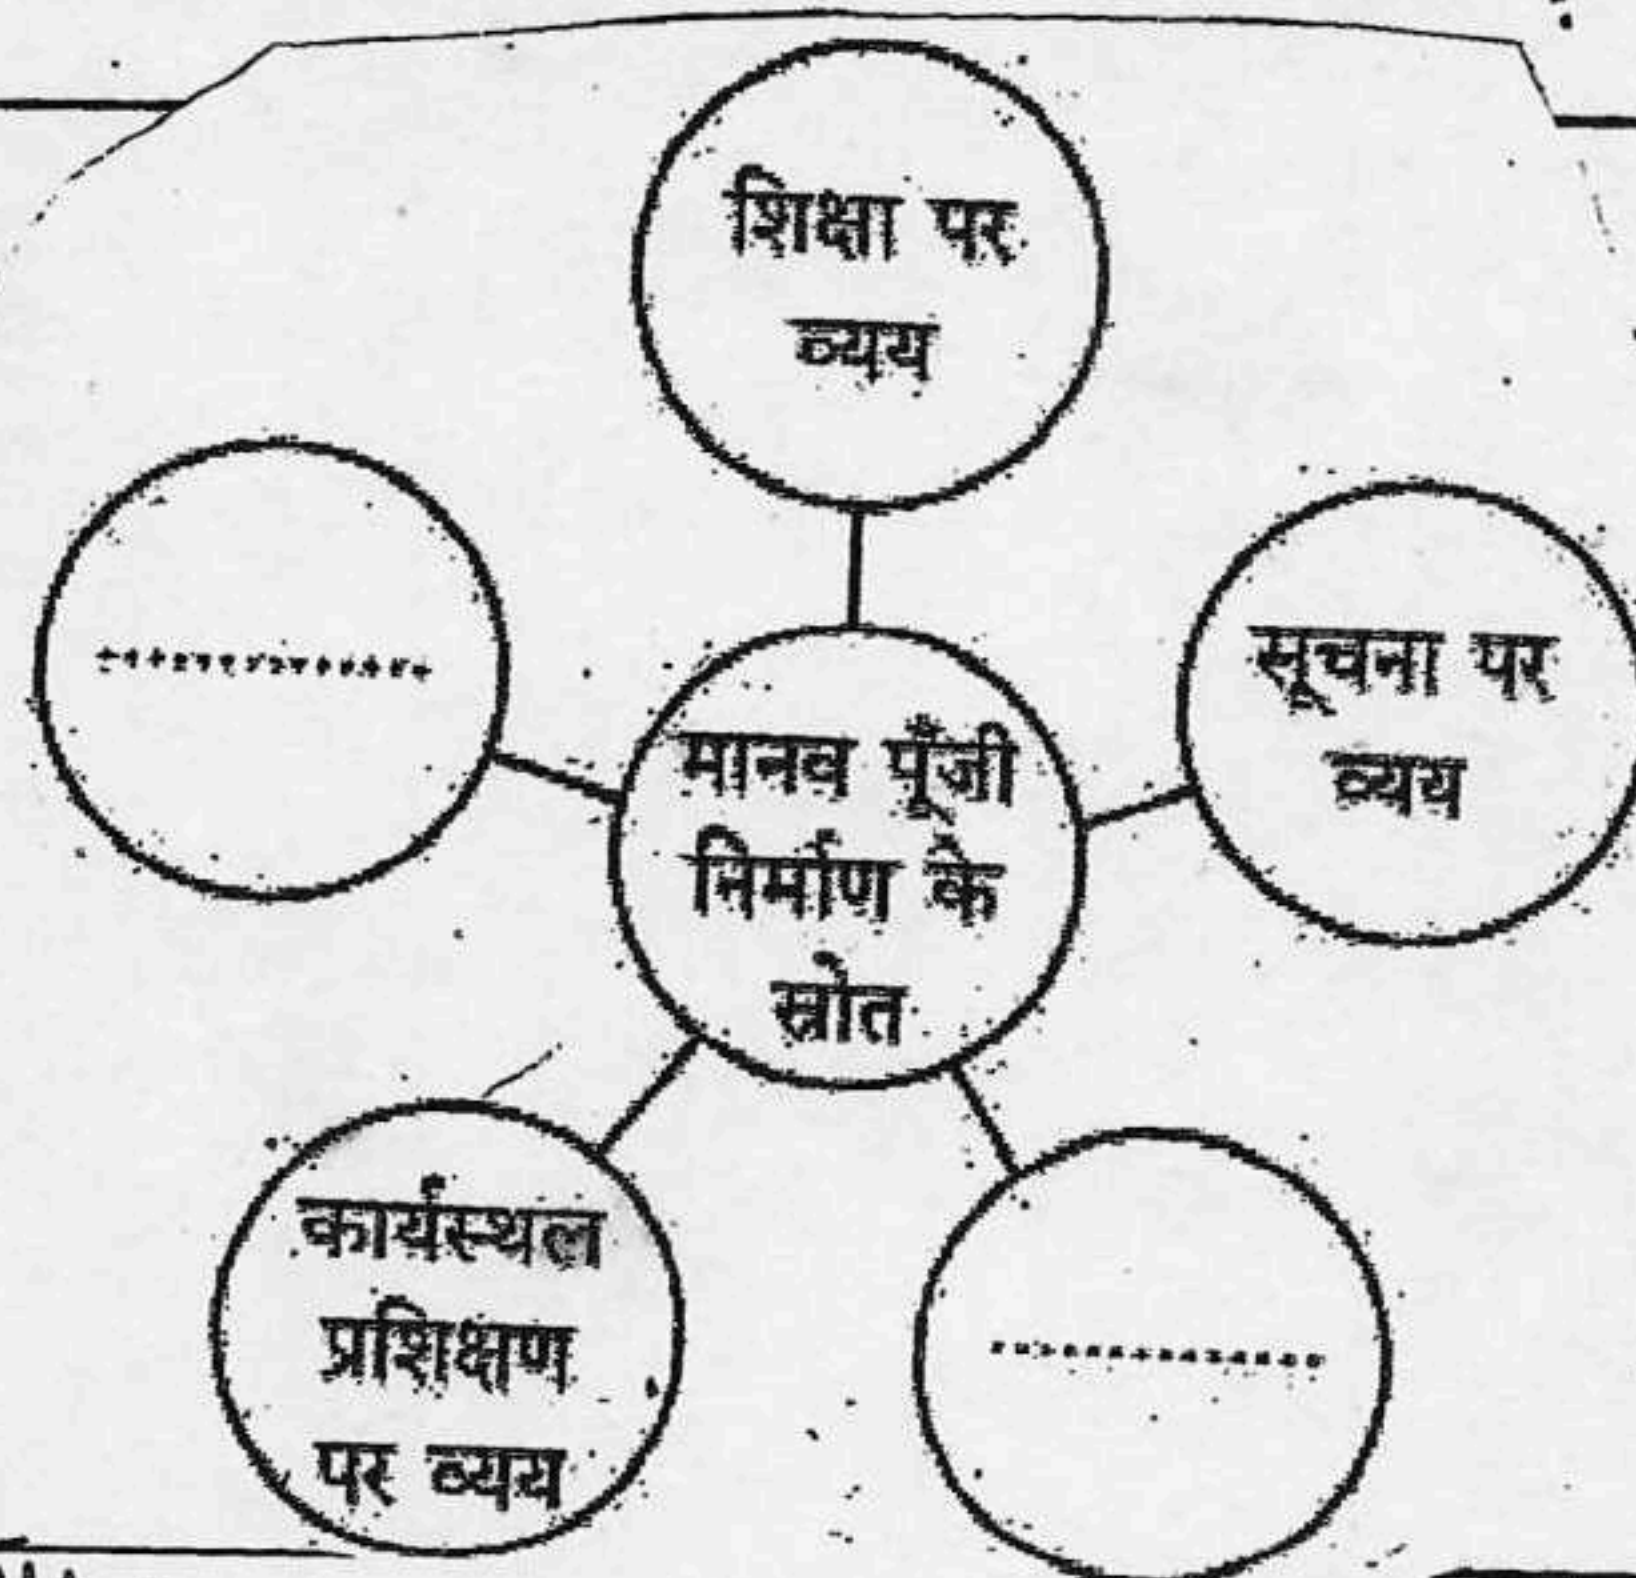 शिक्षा पर
व्यय
.................
सूचना पर
व्यय
मानव पूँजी
निर्माण के
स्रोत
कार्यस्थल
प्रशिक्षण
पर व्यय
.................